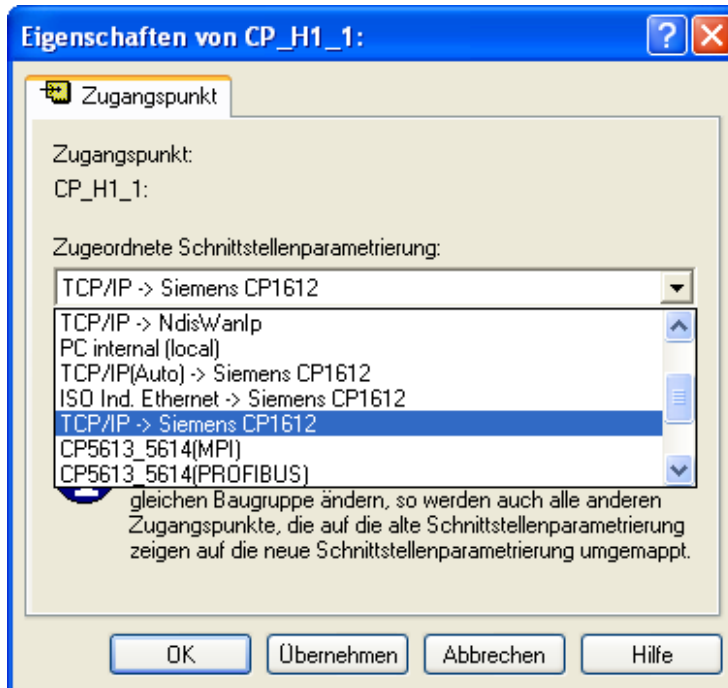 Eigenschaften von CP_H1_1:
Zugangspunkt
Zugangspunkt:
CP_H1_1:
Zugeordnete Schnittstellenparametrierung:
TCP/IP -> Siemens CP1612
TCP/IP -> NdisWanIp
PC internal (local)
TCP/IP(Auto) -> Siemens CP1612
ISO Ind. Ethernet -> Siemens CP1612
TCP/IP -> Siemens CP1612
CP5613_5614(MPI)
CP5613_5614(PROFIBUS)
gleichen Baugruppe ändern, so werden auch alle anderen
Zugangspunkte, die auf die alte Schnittstellenparametrierung
zeigen auf die neue Schnittstellenparametrierung umgemappt.
OK Übernehmen Abbrechen Hilfe